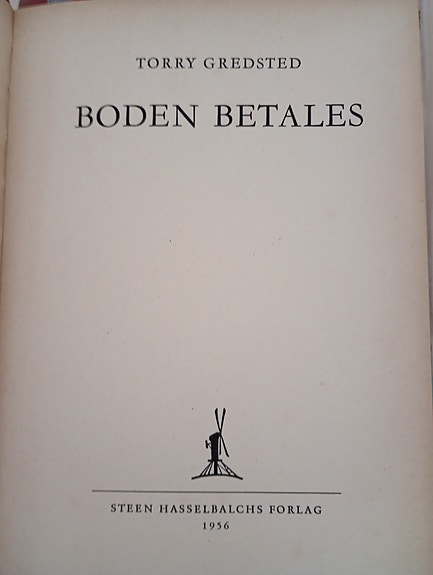 TORRY GREDSTED
BODEN BETALES
STEEN HASSELBALCHS FORLAG
1956